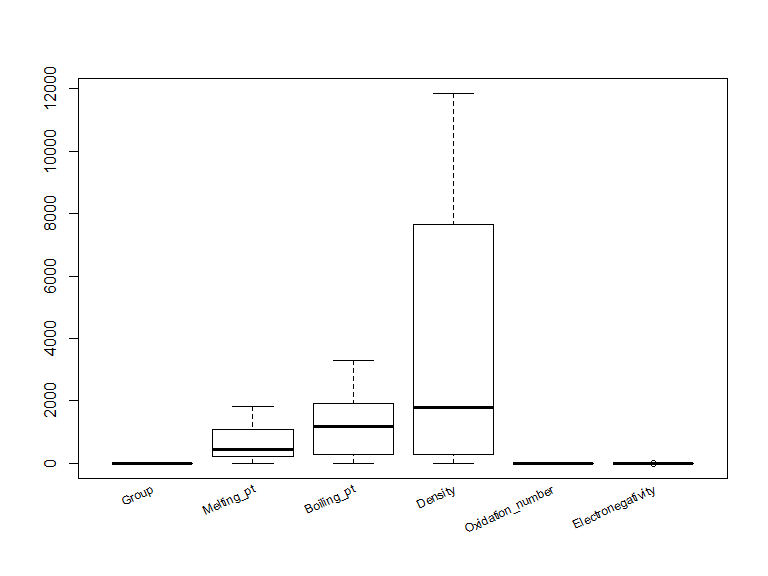 12000
10000
8000
6000
4000
2000
0
Group
Melting_pt
Boiling_pt
Density
Oxidation_number
Electronegativity